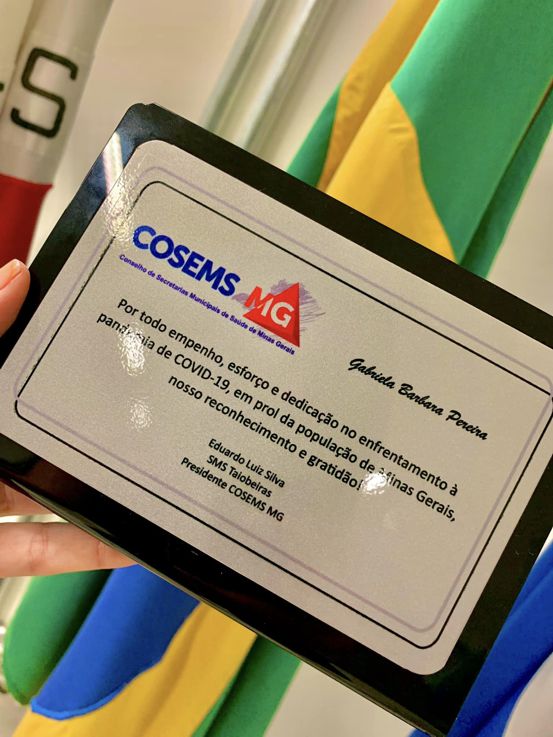 S
COSEMS MG
Conselho de Secretarias Municipais de Saúde de Minas Gerais
Gabriela Barbara Pereira
Por todo empenho, esforço e dedicação no enfrentamento à
pandemia de COVID-19, em prol da população de Minas Gerais,
nosso reconhecimento e gratidão!
Eduardo Luiz Silva
SMS Taiobeiras
Presidente COSEMS MG